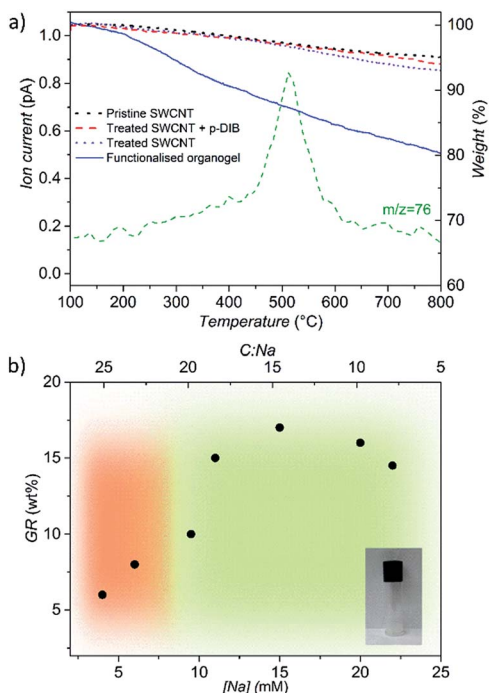 a)
1.0
0.8
0.6
0.4
0.2
0.0
Ion current (pA)
100
90
80
70
60
Weight (%)
Pristine SWCNT
Treated SWCNT + p-DIB
Treated SWCNT
Functionalised organogel
m/z=76
100 200 300 400 500 600 700 800
Temperature (°C)
b)
C:Na
25 20 15 10 5
20
15
10
5
GR (wt%)
5 10 15 20 25
[Na] (mM)